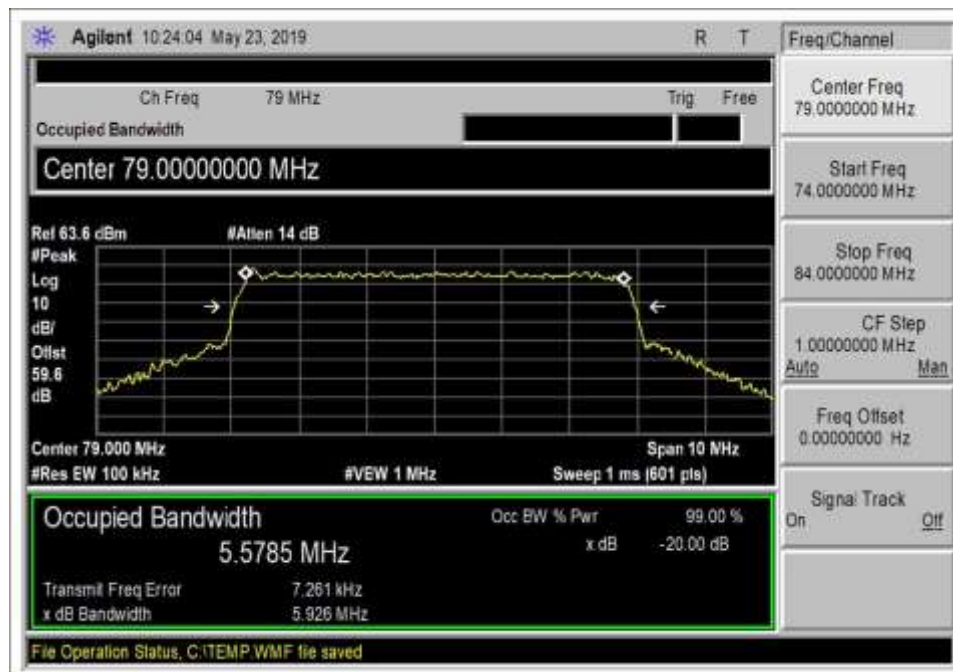 Agilent 10:24:04 May 23, 2019 R T
Freq/Channel
Ch Freq 79 MHz Trig Free
Occupied Bandwidth
Center 79.00000000 MHz
Ref 63.6 dBm #Atten 14 dB
#Peak
Log
10
dB/
Offst
59.6
dB
Center 79.000 MHz Span 10 MHz
#Res BW 100 kHz #VBW 1 MHz Sweep 1 ms (601 pts)
Occupied Bandwidth Occ BW % Pwr 99.00 %
5.5785 MHz x dB -20.00 dB
Transmit Freq Error 7.261 kHz
x dB Bandwidth 5.926 MHz
File Operation Status, C:\TEMP.WMF file saved
Center Freq
79.0000000 MHz
Start Freq
74.0000000 MHz
Stop Freq
84.0000000 MHz
CF Step
1.00000000 MHz
Auto Man
Freq Offset
0.00000000 Hz
Signal Track
On Off